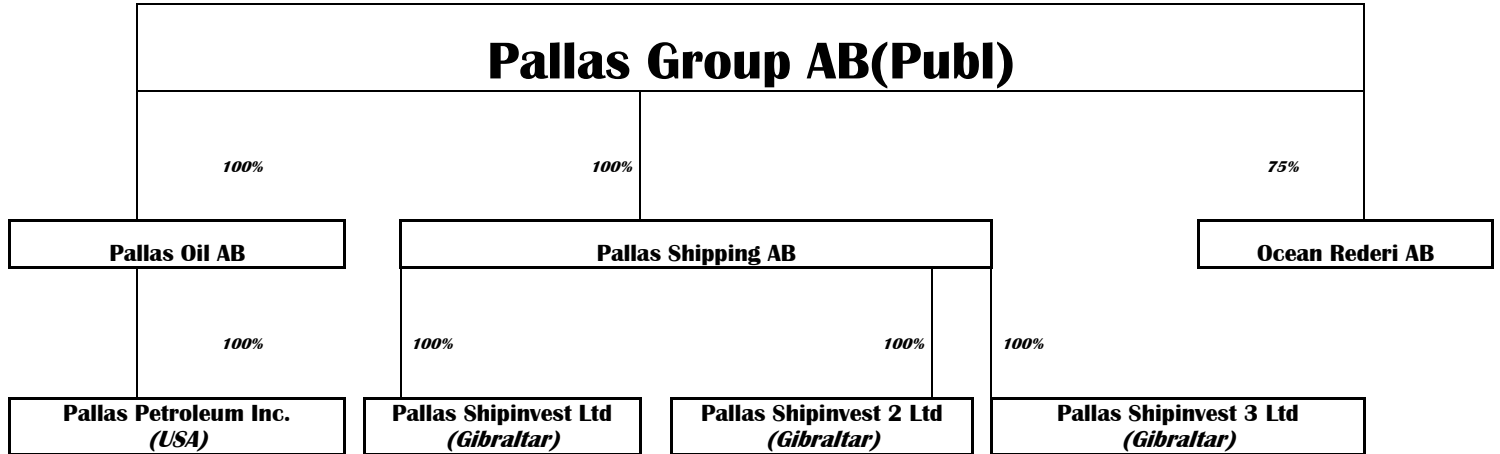 Pallas Group AB(Publ)
100%
100%
75%
Pallas Oil AB
Pallas Shipping AB
Ocean Rederi AB
100%
100%
100%
100%
Pallas Petroleum Inc.
(USA)
Pallas Shipinvest Ltd
(Gibraltar)
Pallas Shipinvest 2 Ltd
(Gibraltar)
Pallas Shipinvest 3 Ltd
(Gibraltar)